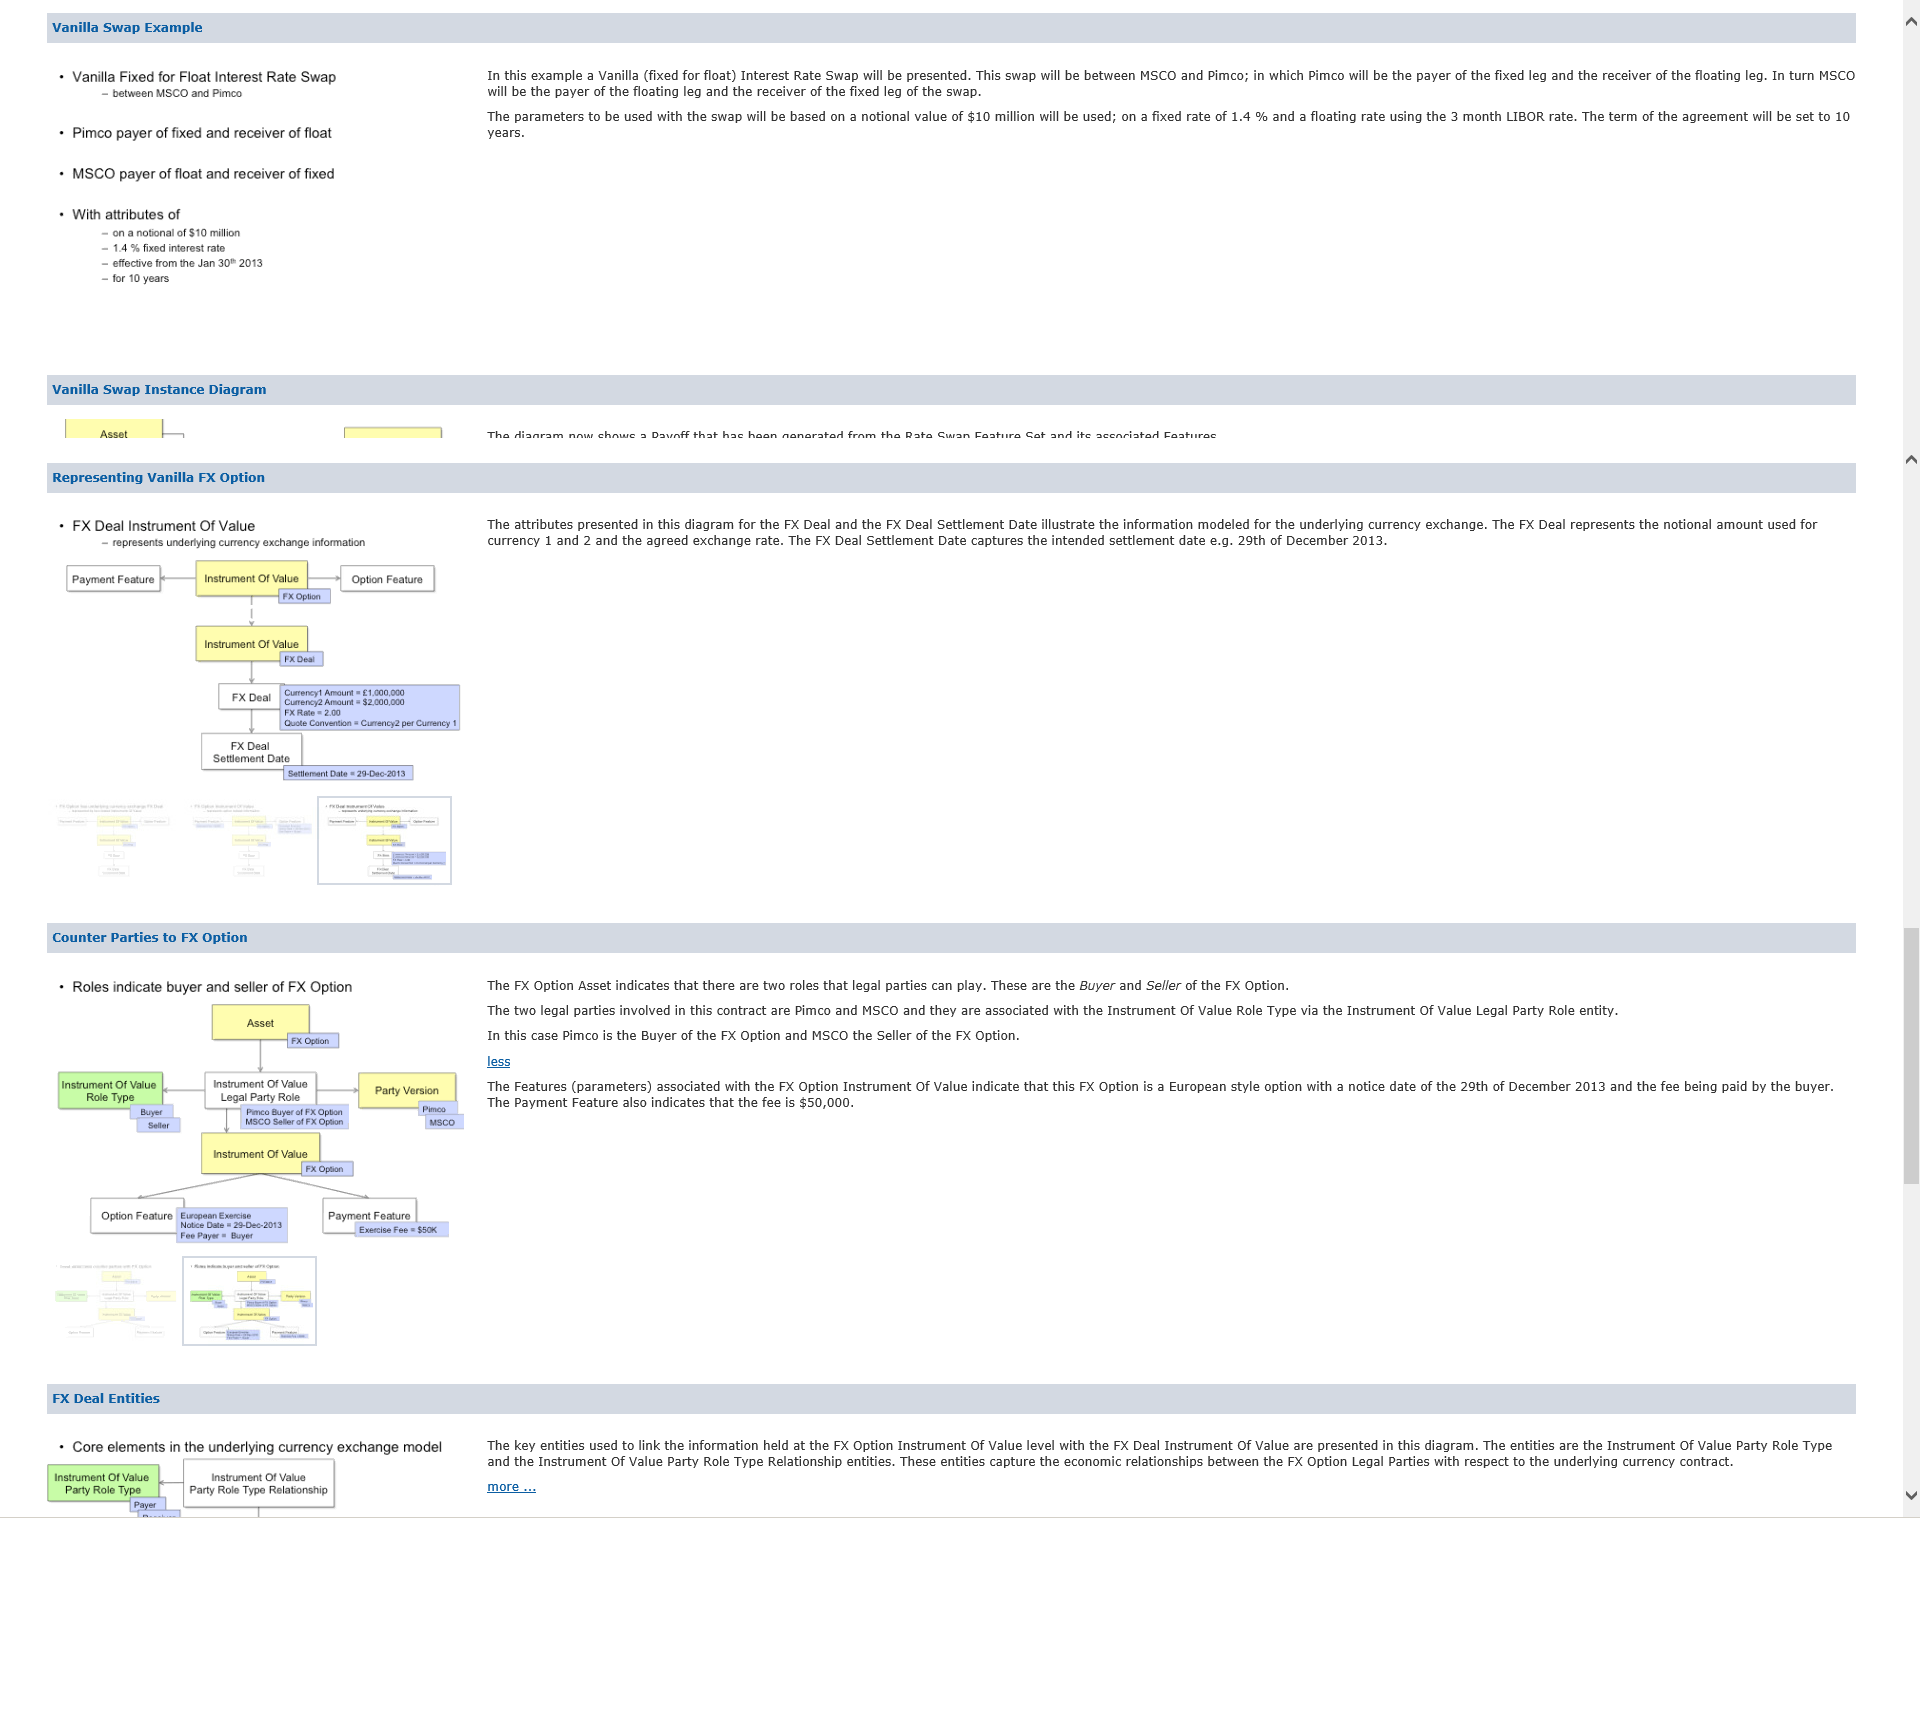 Vanilla Swap Example
• Vanilla Fixed for Float Interest Rate Swap
– between MSCO and Pimco
• Pimco payer of fixed and receiver of float
• MSCO payer of float and receiver of fixed
• With attributes of
– on a notional of $10 million
– 1.4 % fixed interest rate
– effective from the Jan 30th 2013
– for 10 years
In this example a Vanilla (fixed for float) Interest Rate Swap will be presented. This swap will be between MSCO and Pimco; in which Pimco will be the payer of the fixed leg and the receiver of the floating leg. In turn MSCO
will be the payer of the floating leg and the receiver of the fixed leg of the swap.
The parameters to be used with the swap will be based on a notional value of $10 million will be used; on a fixed rate of 1.4 % and a floating rate using the 3 month LIBOR rate. The term of the agreement will be set to 10
years.
Vanilla Swap Instance Diagram
Asset
The diagram now shows a Payoff that has been generated from the Rate Swap Feature Set and its associated Features
Representing Vanilla FX Option
• FX Deal Instrument Of Value
– represents underlying currency exchange information
Payment Feature
Instrument Of Value
Option Feature
FX Option
Instrument Of Value
FX Deal
FX Deal
Currency1 Amount = £1,000,000
Currency2 Amount = $2,000,000
FX Rate = 2.00
Quote Convention = Currency2 per Currency 1
FX Deal
Settlement Date
Settlement Date = 29-Dec-2013
The attributes presented in this diagram for the FX Deal and the FX Deal Settlement Date illustrate the information modeled for the underlying currency exchange. The FX Deal represents the notional amount used for
currency 1 and 2 and the agreed exchange rate. The FX Deal Settlement Date captures the intended settlement date e.g. 29th of December 2013.
Counter Parties to FX Option
• Roles indicate buyer and seller of FX Option
Asset
FX Option
Instrument Of Value
Role Type
Buyer
Seller
Instrument Of Value
Legal Party Role
Pimco Buyer of FX Option
MSCO Seller of FX Option
Party Version
Pimco
MSCO
Instrument Of Value
FX Option
Option Feature
European Exercise
Notice Date = 29-Dec-2013
Fee Payer = Buyer
Payment Feature
Exercise Fee = $50K
The FX Option Asset indicates that there are two roles that legal parties can play. These are the Buyer and Seller of the FX Option.
The two legal parties involved in this contract are Pimco and MSCO and they are associated with the Instrument Of Value Role Type via the Instrument Of Value Legal Party Role entity.
In this case Pimco is the Buyer of the FX Option and MSCO the Seller of the FX Option.
less
The Features (parameters) associated with the FX Option Instrument Of Value indicate that this FX Option is a European style option with a notice date of the 29th of December 2013 and the fee being paid by the buyer.
The Payment Feature also indicates that the fee is $50,000.
FX Deal Entities
• Core elements in the underlying currency exchange model
Instrument Of Value
Party Role Type
Payer
Instrument Of Value
Party Role Type Relationship
The key entities used to link the information held at the FX Option Instrument Of Value level with the FX Deal Instrument Of Value are presented in this diagram. The entities are the Instrument Of Value Party Role Type
and the Instrument Of Value Party Role Type Relationship entities. These entities capture the economic relationships between the FX Option Legal Parties with respect to the underlying currency contract.
more ...